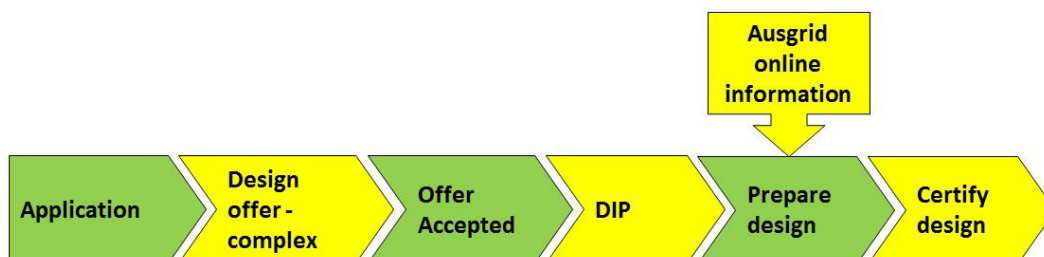 Ausgrid
online
information
Application
Design
offer -
complex
Offer
Accepted
DIP
Prepare
design
Certify
design